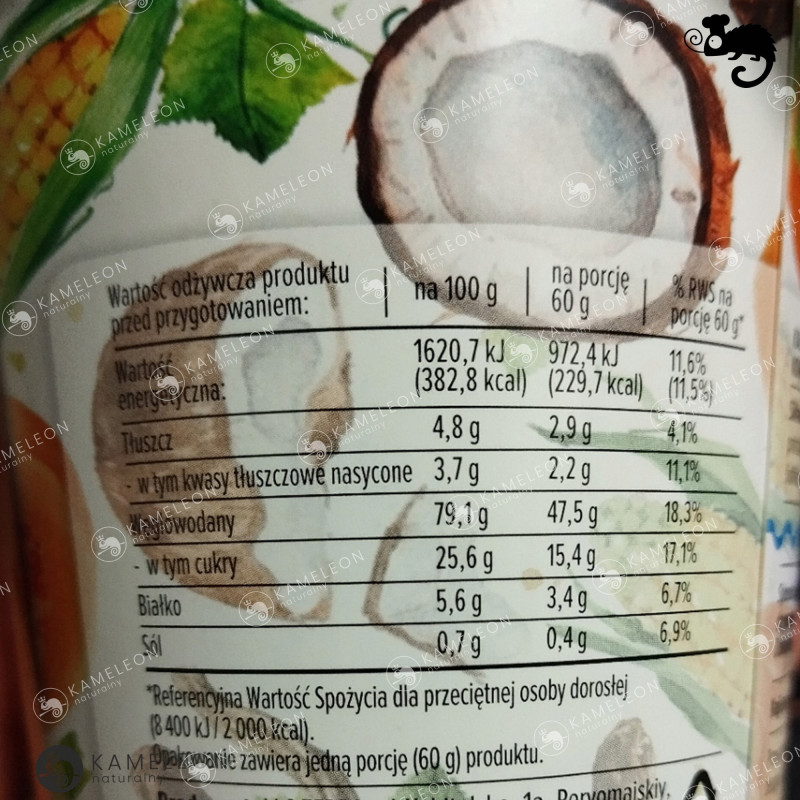 Wartość odżywcza produktu przed przygotowaniem: | na 100 g | na porcję 60 g | % RWS na porcję 60 g*
Wartość energetyczna: 1620,7 kJ (382,8 kcal) 972,4 kJ (229,7 kcal) 11,6% (11,5%)
Tłuszcz 4,8 g 2,9 g 4,1%
- w tym kwasy tłuszczowe nasycone 3,7 g 2,2 g 11,1%
Węglowodany 79,1 g 47,5 g 18,3%
- w tym cukry 25,6 g 15,4 g 17,1%
Białko 5,6 g 3,4 g 6,7%
Sól 0,7 g 0,4 g 6,9%
*Referencyjna Wartość Spożycia dla przeciętnej osoby dorosłej
(8 400 kJ / 2 000 kcal).
Opakowanie zawiera jedną porcję (60 g) produktu.
KAMELEON
naturalny